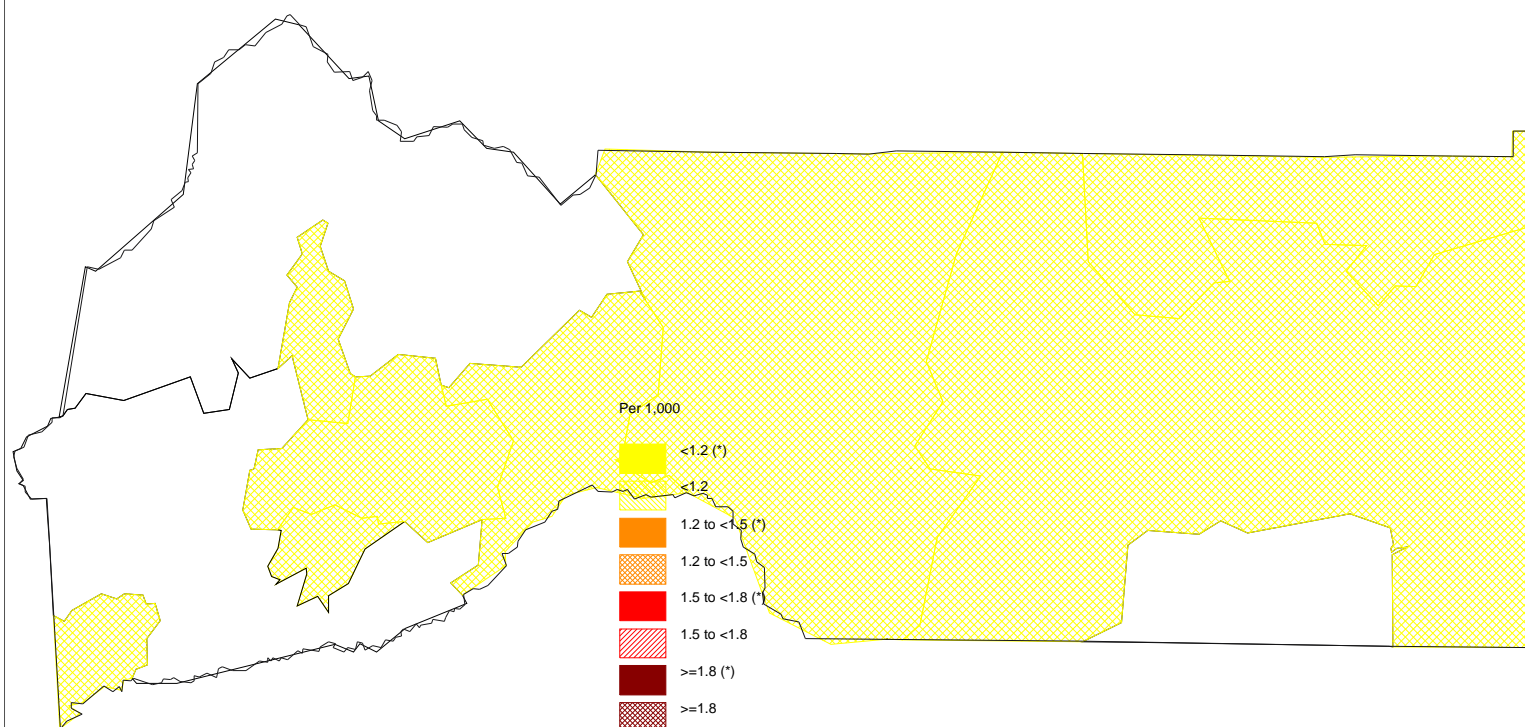 Per 1,000
<1.2 (*)
<1.2
1.2 to <1.5 (*)
1.2 to <1.5
1.5 to <1.8 (*)
1.5 to <1.8
>=1.8 (*)
>=1.8